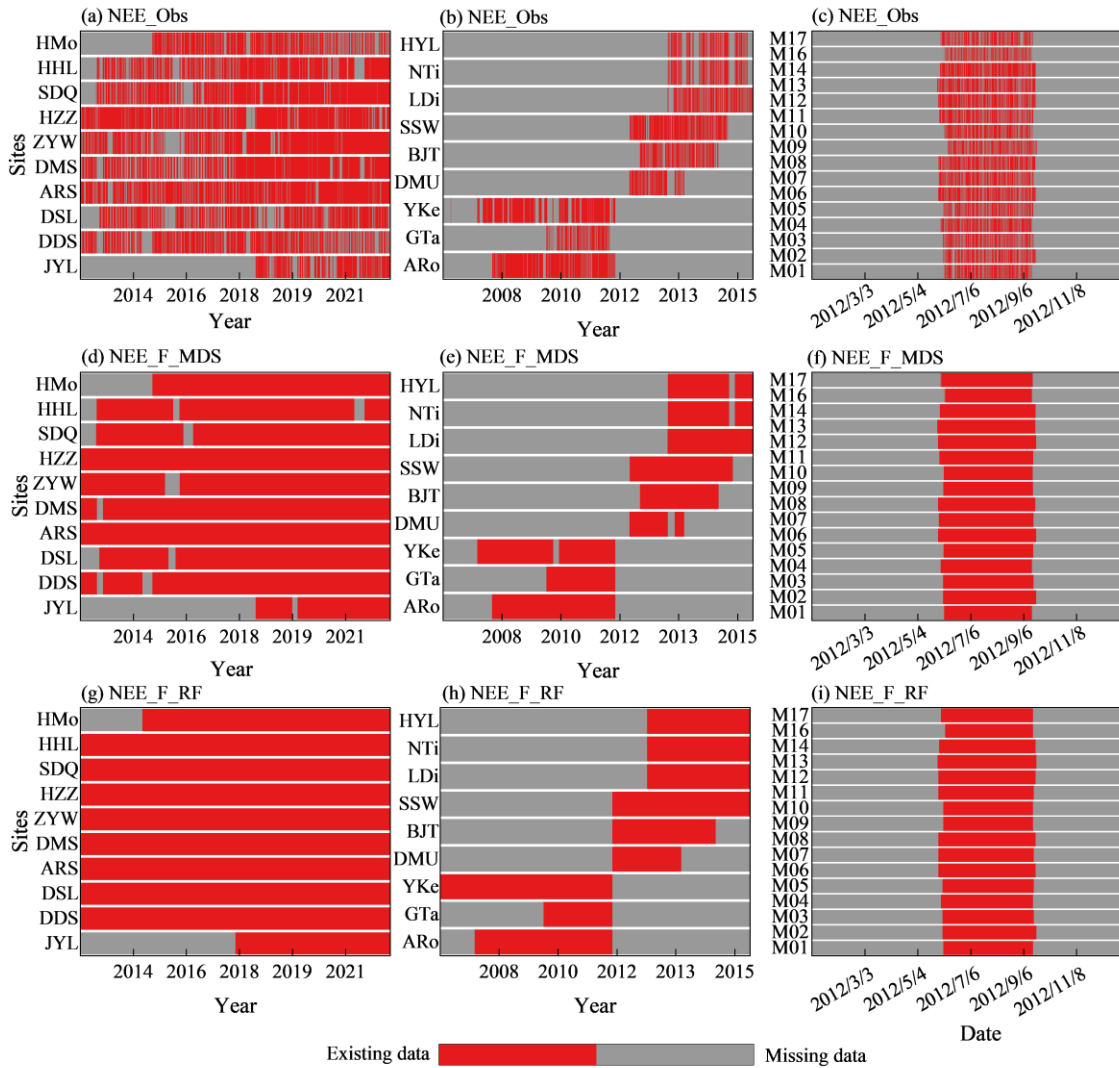 (a) NEE_Obs
(b) NEE_Obs
(c) NEE_Obs
Sites
HMo
HHL
SDQ
HZZ
ZYW
DMS
ARS
DSL
DDS
JYL
2014 2016 2018 2019 2021
Year
HYL
NTi
LDi
SSW
BJT
DMU
YKe
GTa
ARo
2008 2010 2012 2013 2015
Year
M17
M16
M14
M13
M12
M11
M10
M09
M08
M07
M06
M05
M04
M03
M02
M01
2012/3/3 2012/5/4 2012/7/6 2012/9/6 2012/11/8
(d) NEE_F_MDS
(e) NEE_F_MDS
(f) NEE_F_MDS
Sites
HMo
HHL
SDQ
HZZ
ZYW
DMS
ARS
DSL
DDS
JYL
2014 2016 2018 2019 2021
Year
HYL
NTi
LDi
SSW
BJT
DMU
YKe
GTa
ARo
2008 2010 2012 2013 2015
Year
M17
M16
M14
M13
M12
M11
M10
M09
M08
M07
M06
M05
M04
M03
M02
M01
2012/3/3 2012/5/4 2012/7/6 2012/9/6 2012/11/8
(g) NEE_F_RF
(h) NEE_F_RF
(i) NEE_F_RF
Sites
HMo
HHL
SDQ
HZZ
ZYW
DMS
ARS
DSL
DDS
JYL
2014 2016 2018 2019 2021
Year
HYL
NTi
LDi
SSW
BJT
DMU
YKe
GTa
ARo
2008 2010 2012 2013 2015
Year
M17
M16
M14
M13
M12
M11
M10
M09
M08
M07
M06
M05
M04
M03
M02
M01
2012/3/3 2012/5/4 2012/7/6 2012/9/6 2012/11/8
Date
Existing data
Missing data